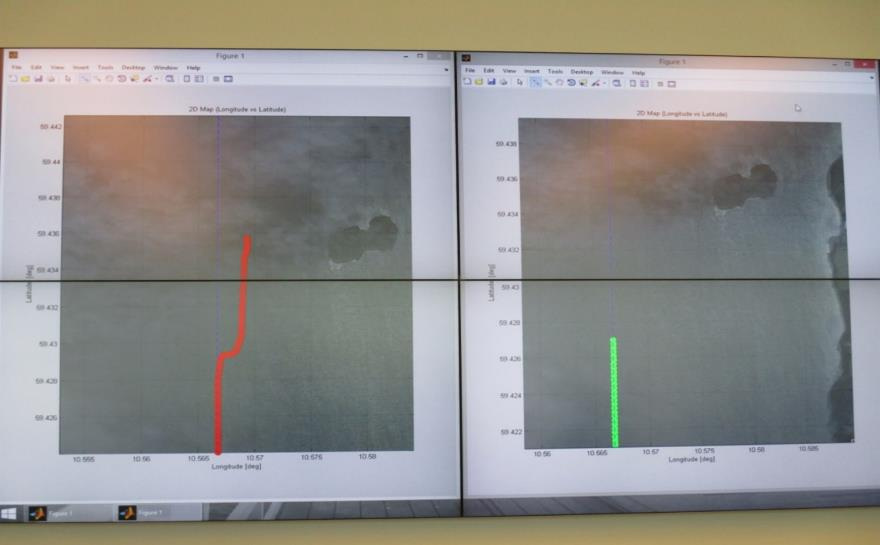 Figure 1
File Edit View Insert Tools Desktop Window Help
2D Map (Longitude vs Latitude)
59.442
59.44
59.438
59.436
59.434
59.432
59.43
59.428
59.426
Latitude [deg]
10.555 10.56 10.565 10.57 10.575 10.58
Longitude [deg]
Figure 1
File Edit View Insert Tools Desktop Window Help
2D Map (Longitude vs Latitude)
59.438
59.436
59.434
59.432
59.43
59.428
59.426
59.424
59.422
Latitude [deg]
10.56 10.565 10.57 10.575 10.58 10.585
Longitude [deg]
Figure 1
Figure 1